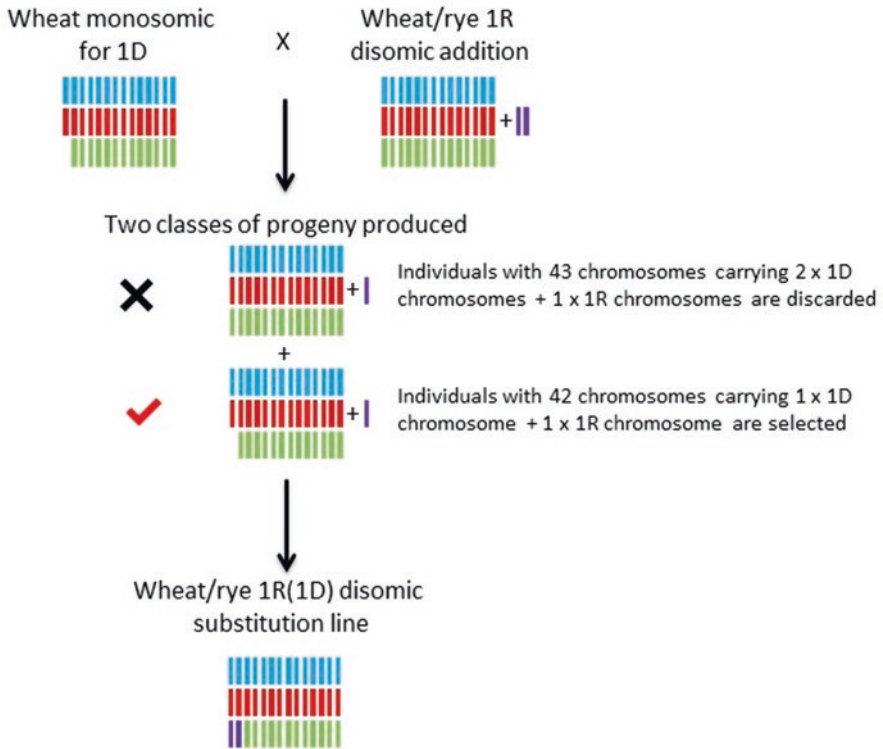 Wheat monosomic
for 1D
X
Wheat/rye 1R
disomic addition
+
Two classes of progeny produced
+
Individuals with 43 chromosomes carrying 2 x 1D
chromosomes + 1 x 1R chromosomes are discarded
+
+
Individuals with 42 chromosomes carrying 1 x 1D
chromosome + 1 x 1R chromosome are selected
Wheat/rye 1R(1D) disomic
substitution line